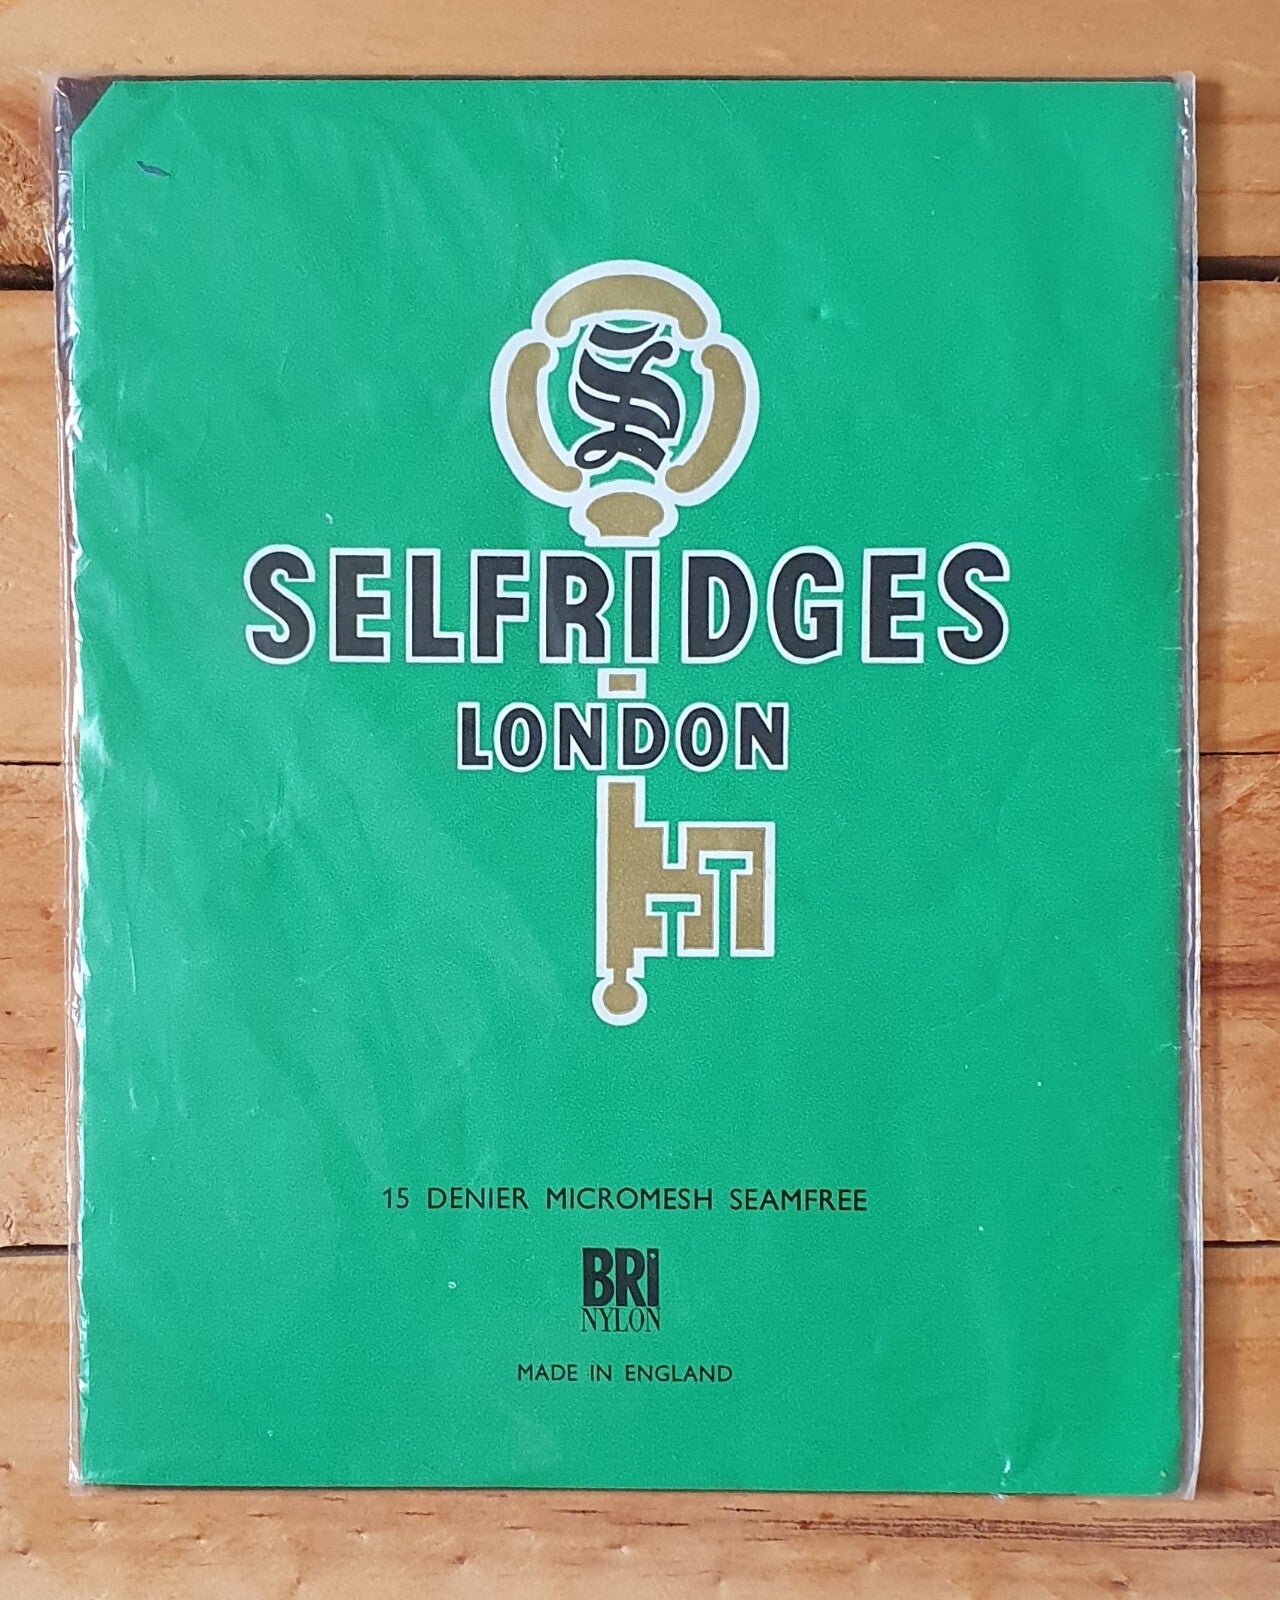 S
SELFRIDGES
LONDON
15 DENIER MICROMESH SEAMFREE
BRI
NYLON
MADE IN ENGLAND